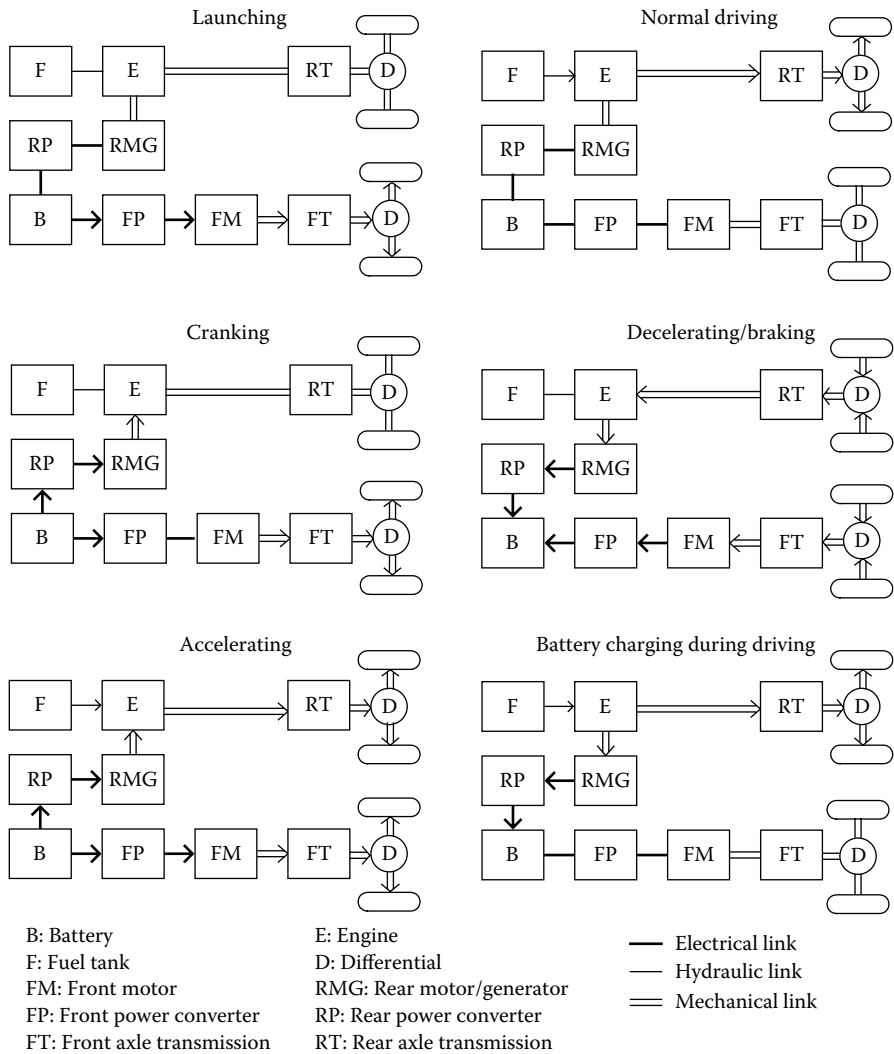 Launching
F E RT D
RP RMG
B FP FM FT D
Normal driving
F E RT D
RP RMG
B FP FM FT D
Cranking
F E RT D
RP RMG
B FP FM FT D
Decelerating/braking
F E RT D
RP RMG
B FP FM FT D
Accelerating
F E RT D
RP RMG
B FP FM FT D
Battery charging during driving
F E RT D
RP RMG
B FP FM FT D
B: Battery
F: Fuel tank
FM: Front motor
FP: Front power converter
FT: Front axle transmission
E: Engine
D: Differential
RMG: Rear motor/generator
RP: Rear power converter
RT: Rear axle transmission
Electrical link
Hydraulic link
Mechanical link